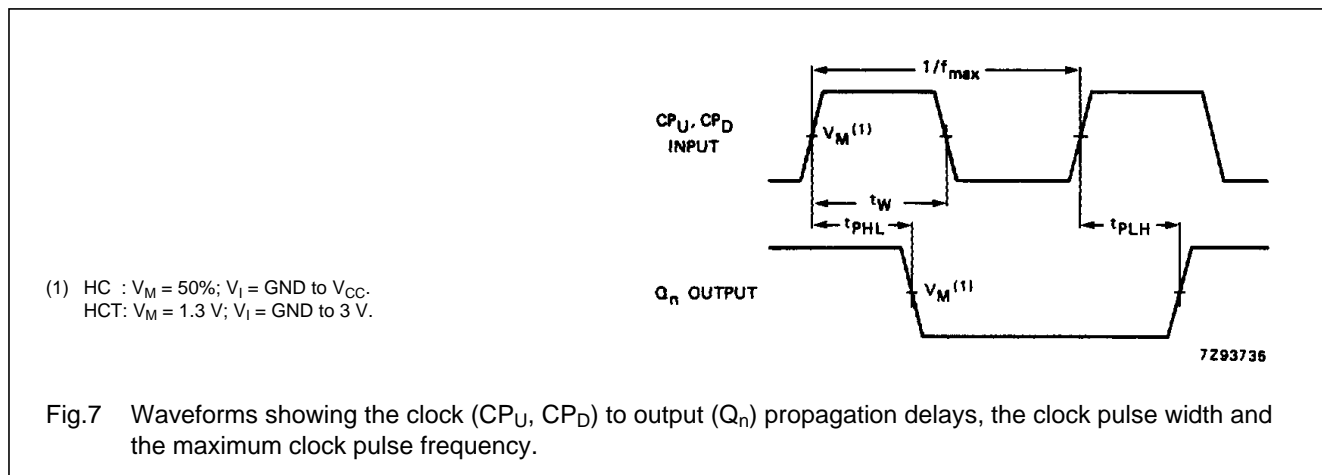 1/fmax
CPU, CPD
INPUT
VM(1)
tW
tPHL
tPLH
Qn OUTPUT
VM(1)
(1) HC : VM = 50%; VI = GND to VCC.
HCT: VM = 1.3 V; VI = GND to 3 V.
7Z93736
Fig.7 Waveforms showing the clock (CPU, CPD) to output (Qn) propagation delays, the clock pulse width and
the maximum clock pulse frequency.